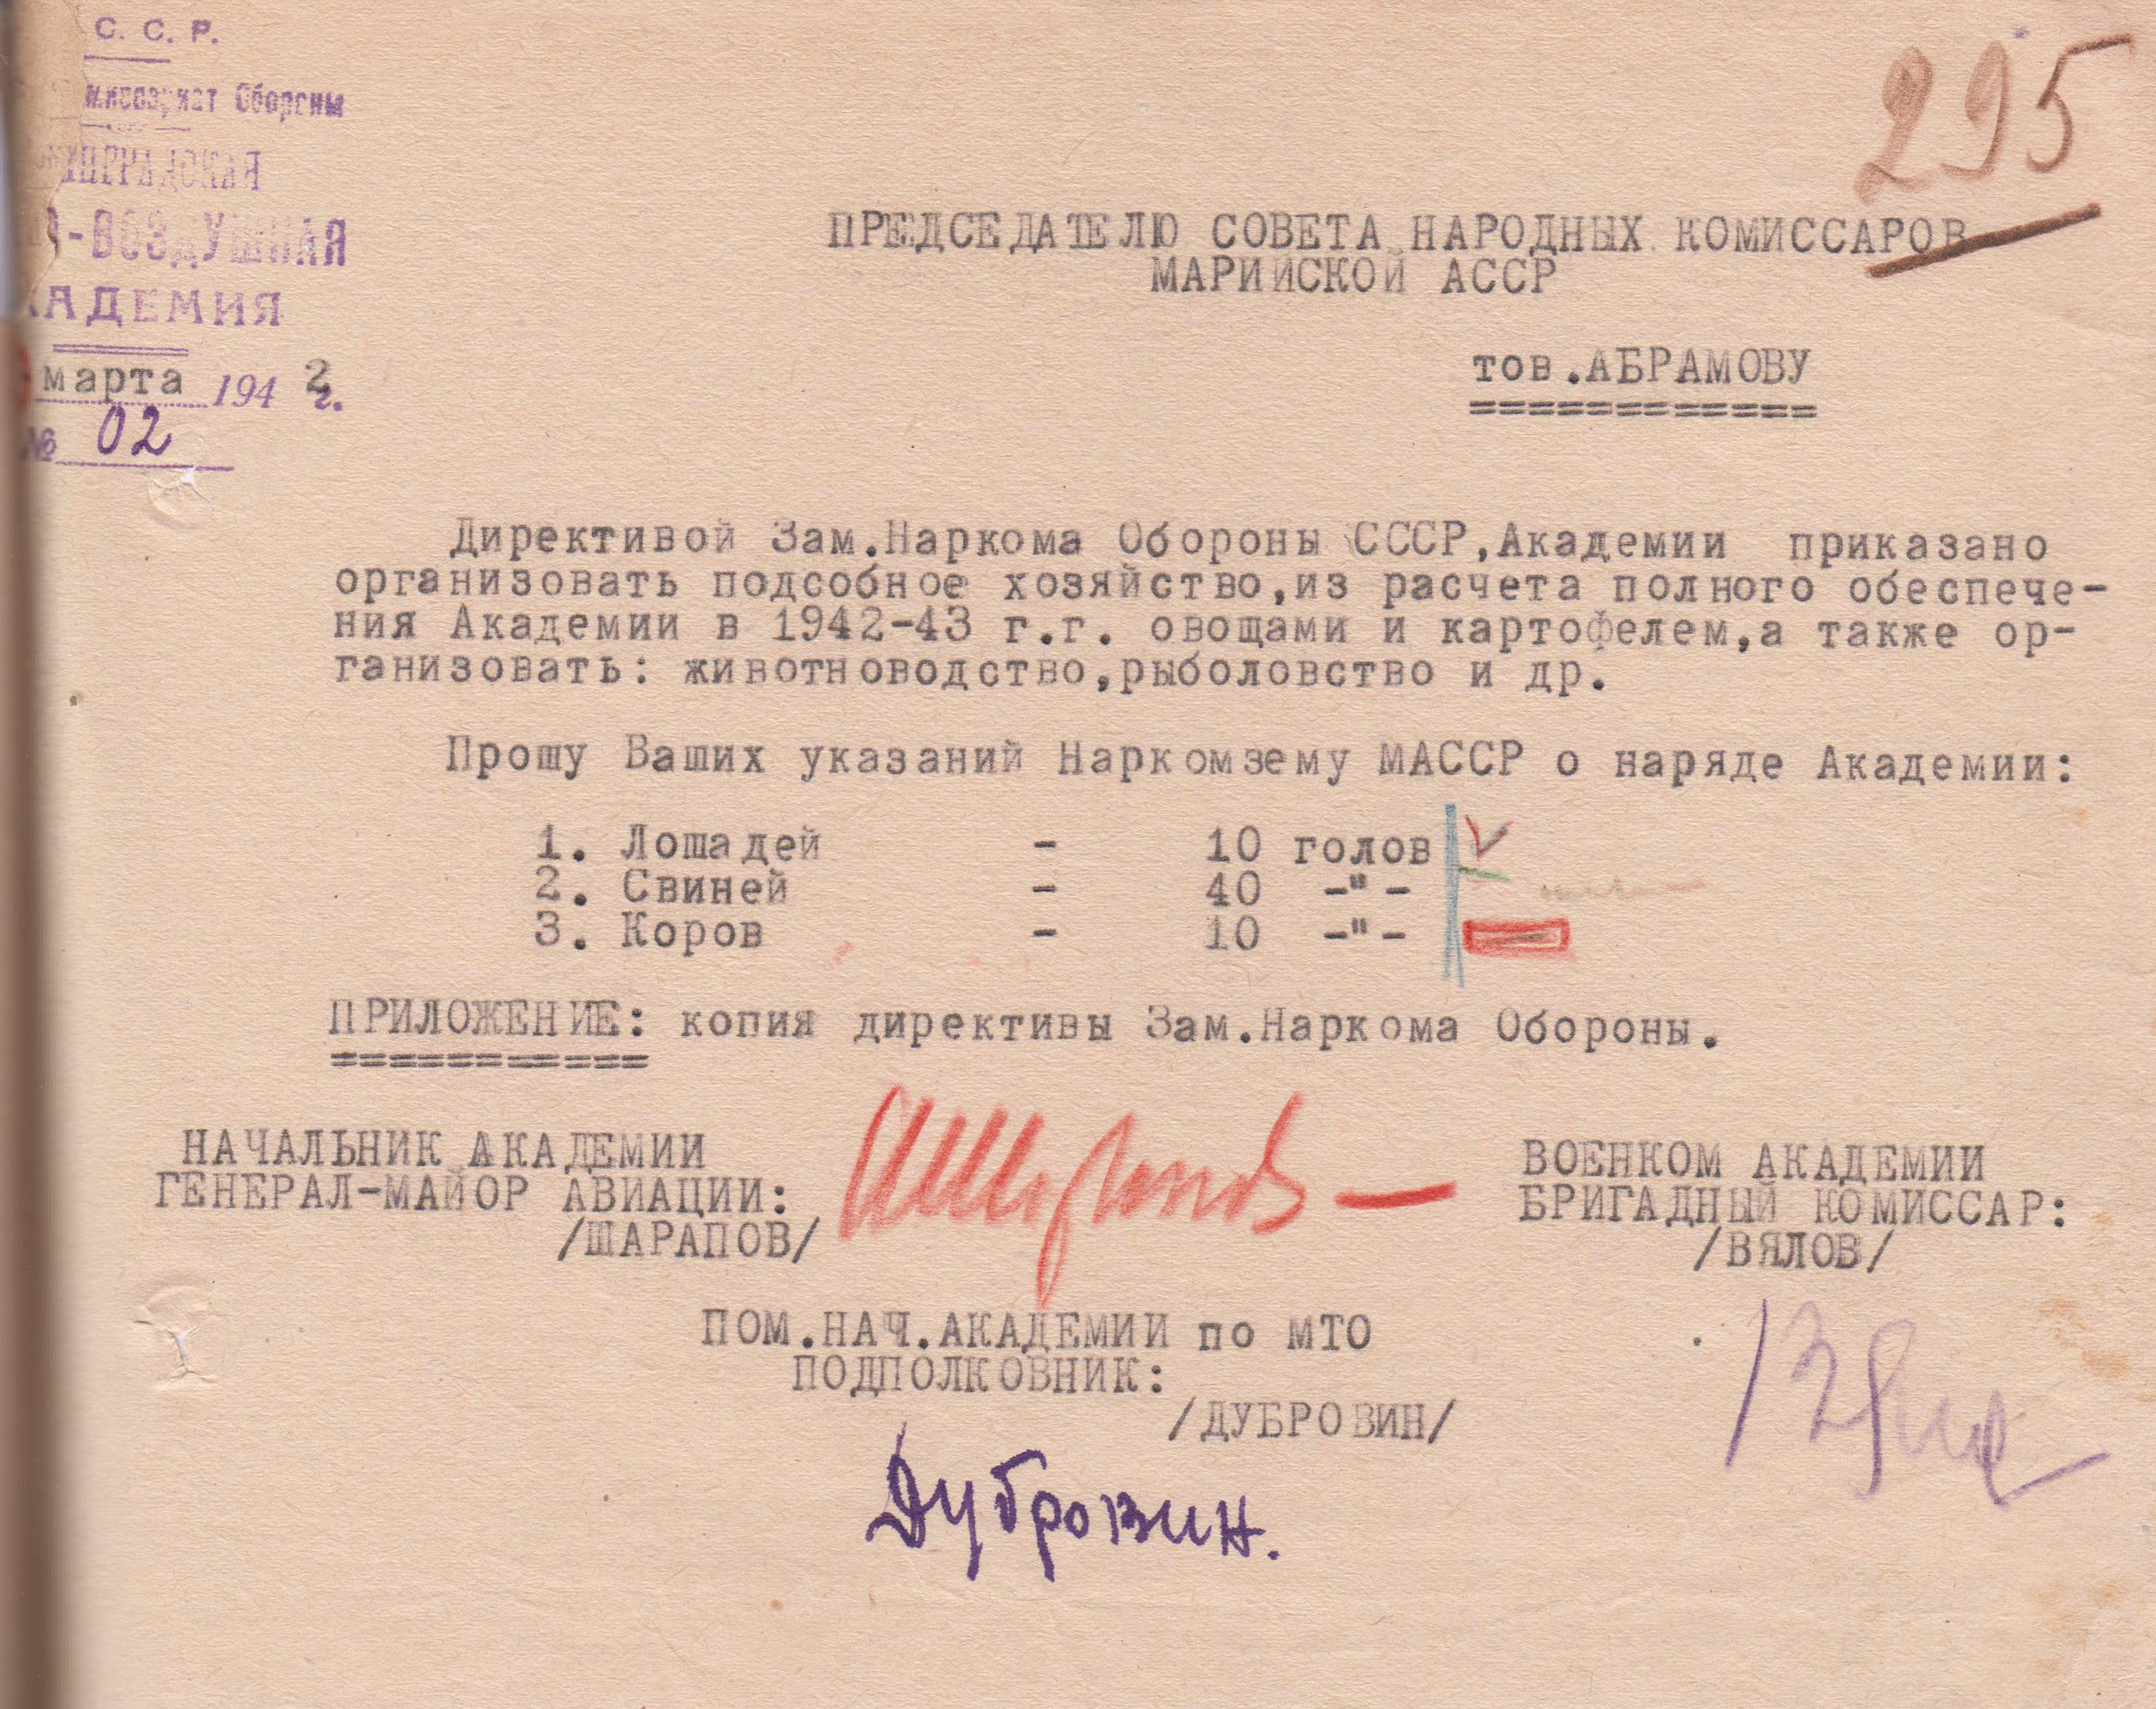 С. С. Р.
Обороны
-ВОЗДУШНАЯ
АДЕМИЯ
марта 194 2 г.
№ 02
295
ПРЕДСЕДАТЕЛЮ СОВЕТА НАРОДНЫХ КОМИССАРОВ
МАРИЙСКОЙ АССР
тов.АБРАМОВУ
============
Директивой Зам.Наркома Обороны СССР,Академии приказано
организовать подсобное хозяйство,из расчета полного обеспече-
ния Академии в 1942-43 г.г. овощами и картофелем,а также ор-
ганизовать: животноводство,рыболовство и др.
Прошу Ваших указаний Наркомзему МАССР о наряде Академии:
1. Лошадей - 10 голов
2. Свиней - 40 -"-
3. Коров - 10 -"-
ПРИЛОЖЕНИЕ: копия директивы Зам.Наркома Обороны.
===========
НАЧАЛЬНИК АКАДЕМИИ
ГЕНЕРАЛ-МАЙОР АВИАЦИИ:
/ШАРАПОВ/
ВОЕНКОМ АКАДЕМИИ
БРИГАДНЫЙ КОМИССАР:
/ВЯЛОВ/
ПОМ.НАЧ.АКАДЕМИИ по МТО
ПОДПОЛКОВНИК:
/ДУБРОВИН/
Дубровин.